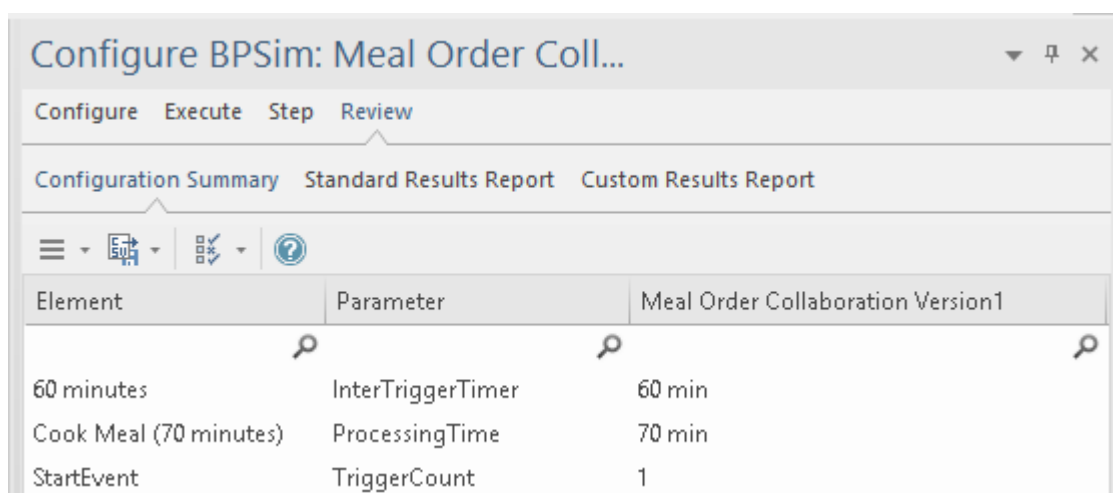 Configure BPSim: Meal Order Coll...
Configure Execute Step Review
Configuration Summary Standard Results Report Custom Results Report
Element Parameter Meal Order Collaboration Version1
60 minutes InterTriggerTimer 60 min
Cook Meal (70 minutes) ProcessingTime 70 min
StartEvent TriggerCount 1